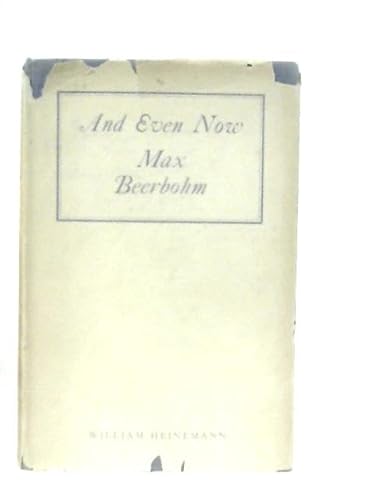 And Even Now
Max
Beerbohm
WILLIAM HEINEMANN